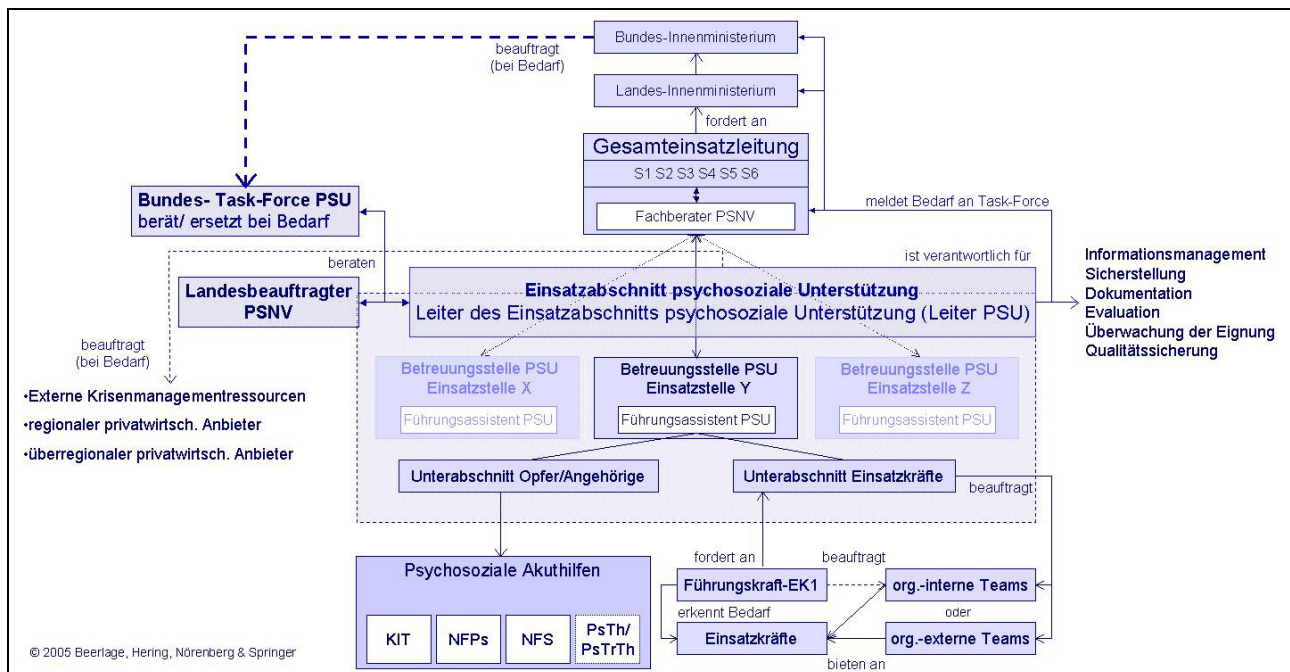 Bundes-Innenministerium
beauftragt
(bei Bedarf)
Landes-Innenministerium
fordert an
Gesamteinsatzleitung
S1 S2 S3 S4 S5 S6
Fachberater PSNV
Bundes- Task-Force PSU
berät/ ersetzt bei Bedarf
meldet Bedarf an Task-Force
beraten
ist verantwortlich für
Informationsmanagement
Sicherstellung
Dokumentation
Evaluation
Überwachung der Eignung
Qualitätssicherung
Landesbeauftragter
PSNV
Einsatzabschnitt psychosoziale Unterstützung
Leiter des Einsatzabschnitts psychosoziale Unterstützung (Leiter PSU)
beauftragt
(bei Bedarf)
•Externe Krisenmanagementressourcen
•regionaler privatwirtsch. Anbieter
•überregionaler privatwirtsch. Anbieter
Betreuungsstelle PSU
Einsatzstelle X
Führungsassistent PSU
Betreuungsstelle PSU
Einsatzstelle Y
Führungsassistent PSU
Betreuungsstelle PSU
Einsatzstelle Z
Führungsassistent PSU
Unterabschnitt Opfer/Angehörige
Unterabschnitt Einsatzkräfte
beauftragt
Psychosoziale Akuthilfen
KIT
NFPs
NFS
PsTh/
PsTrTh
fordert an
beauftragt
Führungskraft-EK1
org.-interne Teams
erkennt Bedarf
oder
Einsatzkräfte
org.-externe Teams
bieten an
© 2005 Beerlage, Hering, Nörenberg & Springer